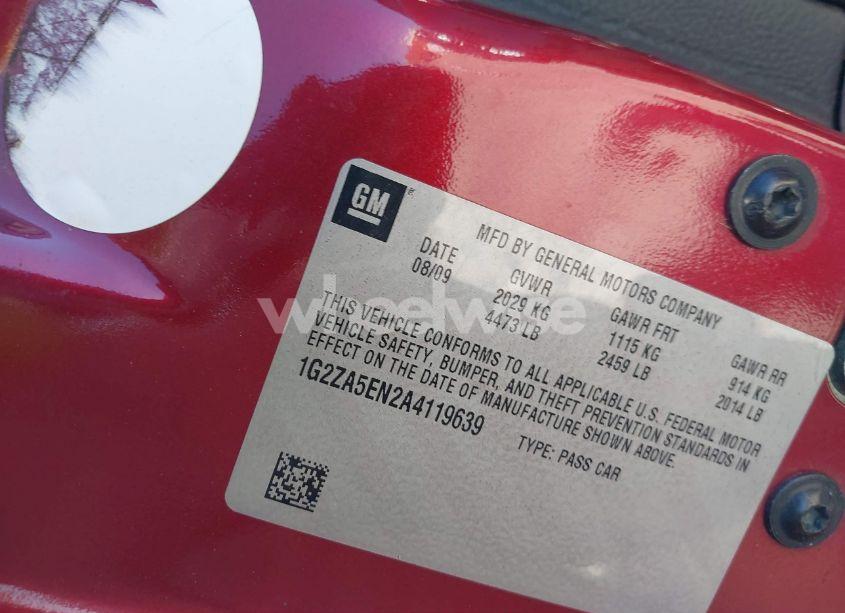 GM
MFD BY GENERAL MOTORS COMPANY
DATE GVWR GAWR FRT GAWR RR
08/09 2029 KG 1115 KG 914 KG
4473 LB 2459 LB 2014 LB
THIS VEHICLE CONFORMS TO ALL APPLICABLE U.S. FEDERAL MOTOR
VEHICLE SAFETY, BUMPER, AND THEFT PREVENTION STANDARDS IN
EFFECT ON THE DATE OF MANUFACTURE SHOWN ABOVE.
1G2ZA5EN2A4119639
TYPE: PASS CAR
wheelwise